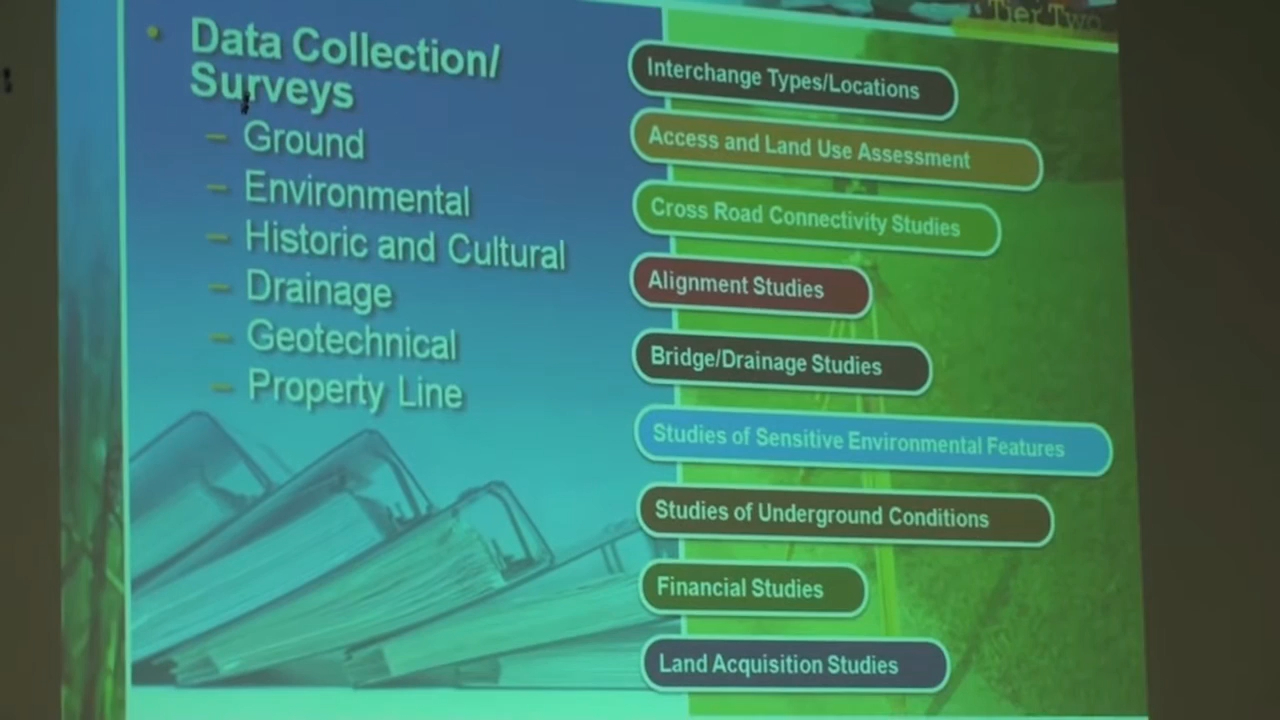 Tier Two
• Data Collection/
Surveys
– Ground
– Environmental
– Historic and Cultural
– Drainage
– Geotechnical
– Property Line
Interchange Types/Locations
Access and Land Use Assessment
Cross Road Connectivity Studies
Alignment Studies
Bridge/Drainage Studies
Studies of Sensitive Environmental Features
Studies of Underground Conditions
Financial Studies
Land Acquisition Studies